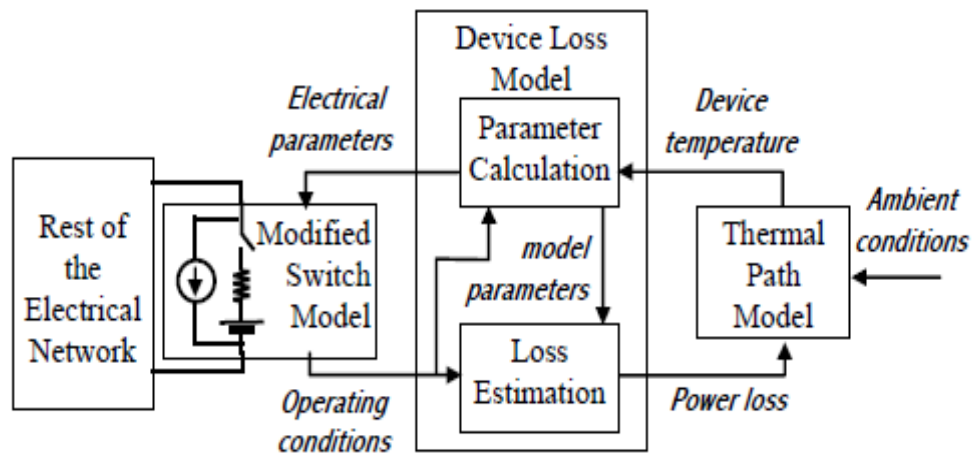 Device Loss
Model
Electrical
parameters
Parameter
Calculation
Device
temperature
Rest of
the
Electrical
Network
Modified
Switch
Model
model
parameters
Thermal
Path
Model
Ambient
conditions
Loss
Estimation
Operating
conditions
Power loss